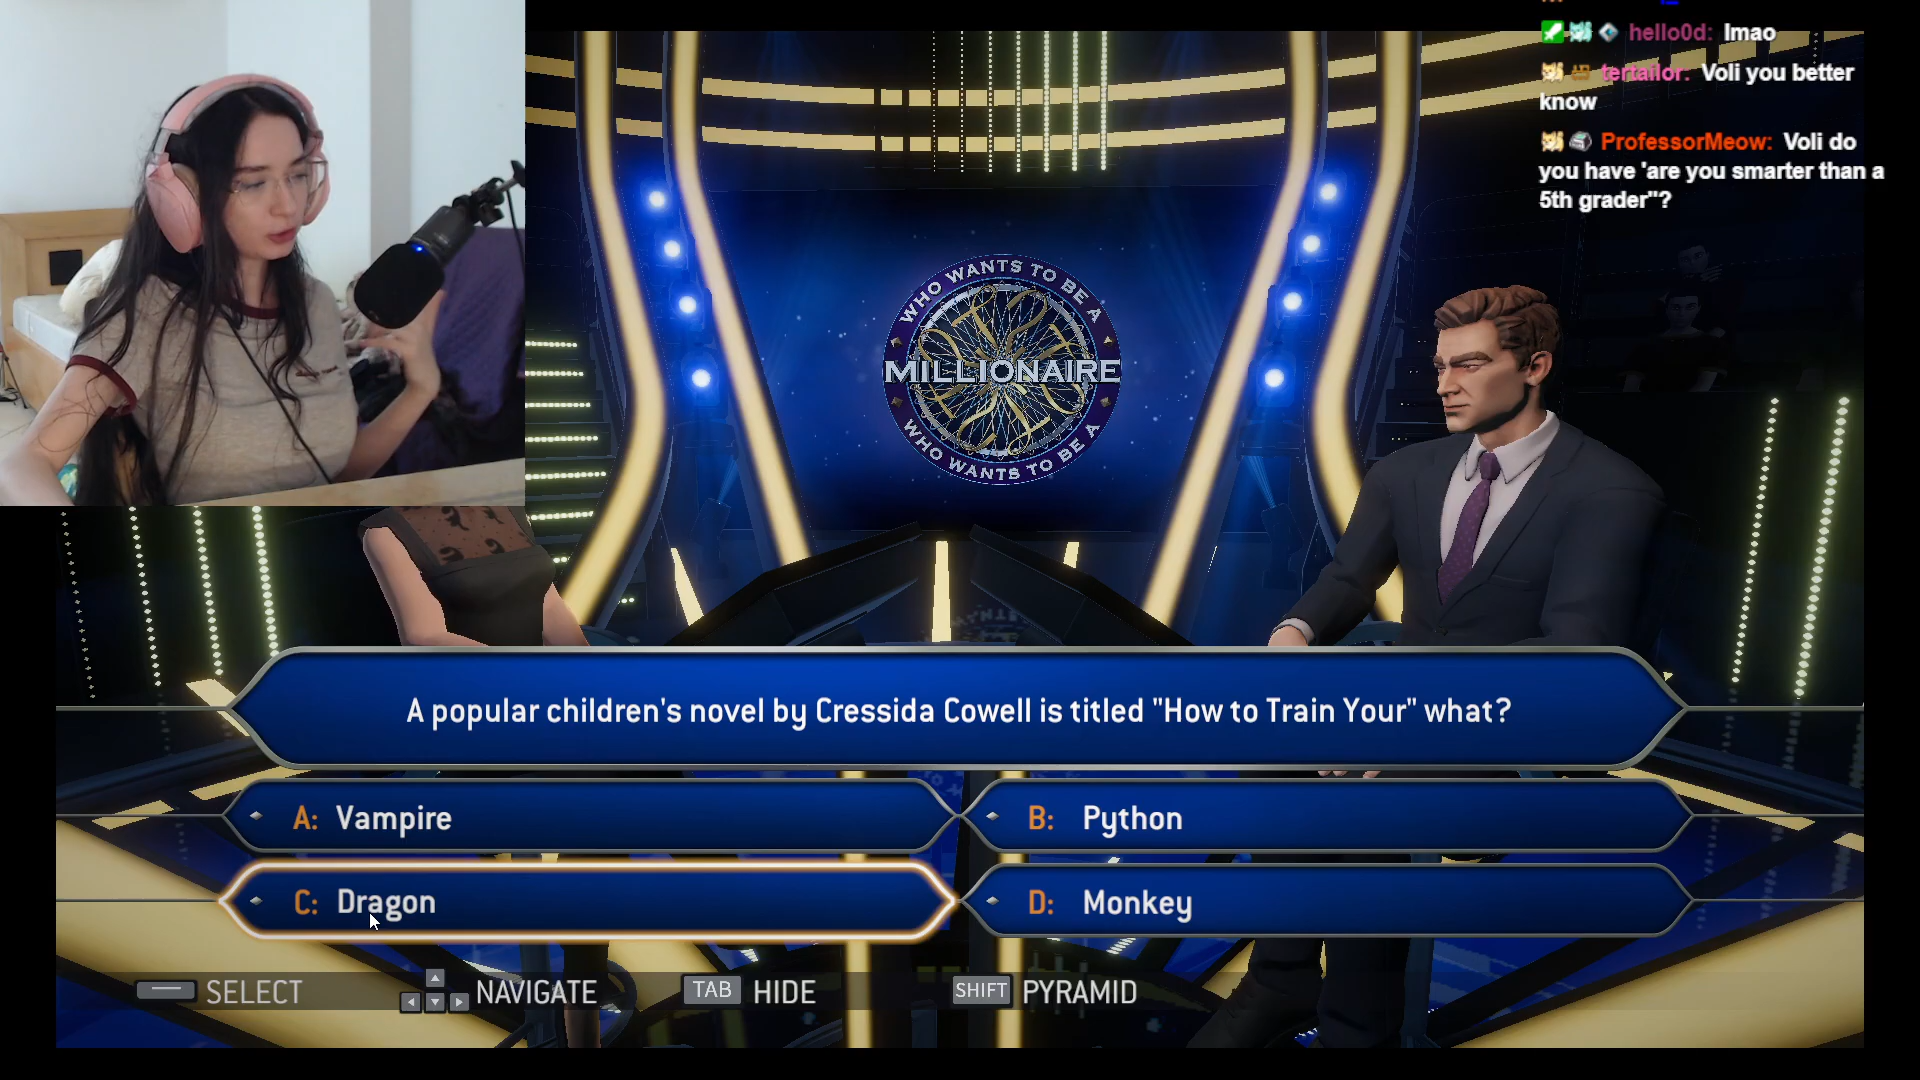 hello0d: lmao
tertailor: Voli you better
know
ProfessorMeow: Voli do
you have 'are you smarter than a
5th grader"?
WHO WANTS TO BE A
MILLIONAIRE
WHO WANTS TO BE A
A popular children's novel by Cressida Cowell is titled "How to Train Your" what?
A: Vampire
B: Python
C: Dragon
D: Monkey
SELECT
NAVIGATE
TAB HIDE
SHIFT PYRAMID